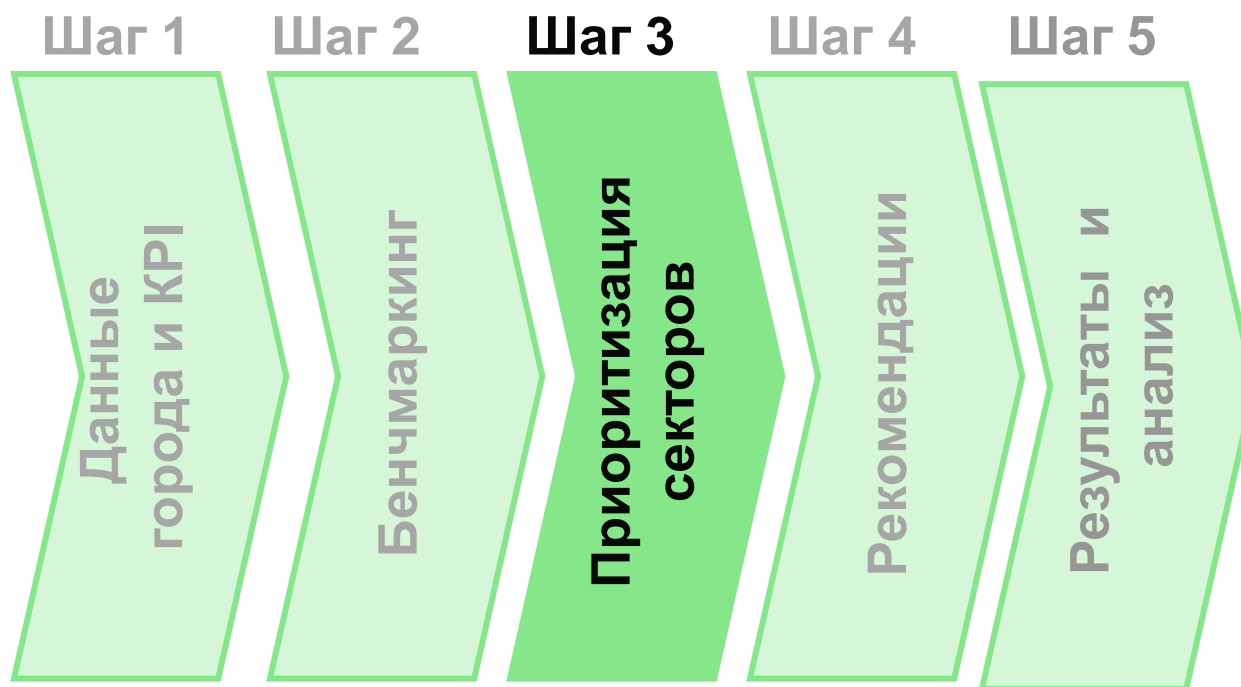 Шаг 1
Шаг 2
Шаг 3
Шаг 4
Шаг 5
Данные
города и KPI
Бенчмаркинг
Приоритизация
секторов
Рекомендации
Результаты и
анализ